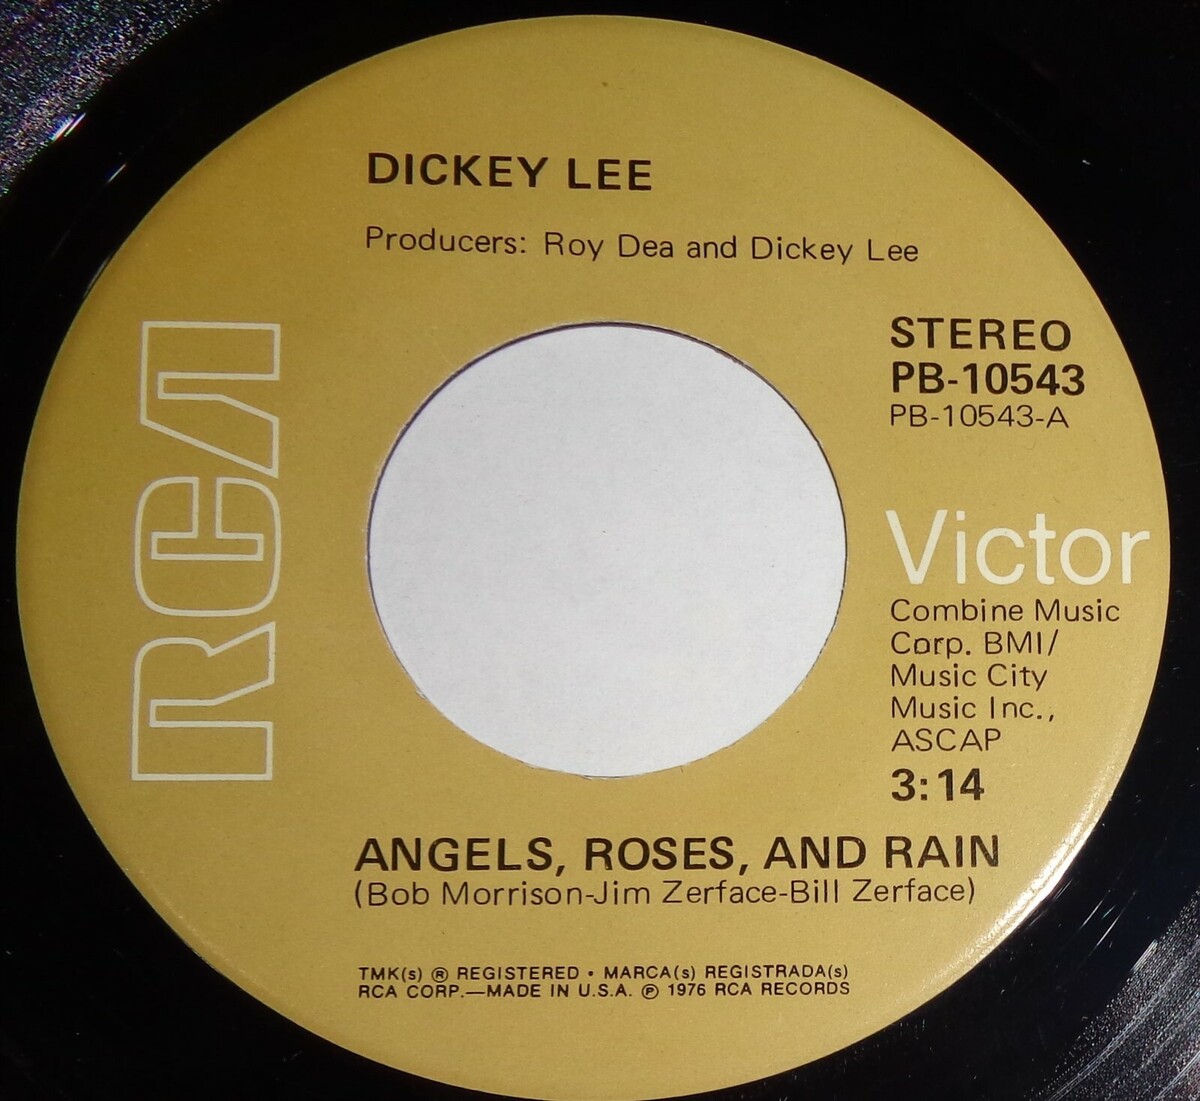 DICKEY LEE
Producers: Roy Dea and Dickey Lee
RCA
STEREO
PB-10543
PB-10543-A
Victor
Combine Music
Corp. BMI/
Music City
Music Inc.,
ASCAP
3:14
ANGELS, ROSES, AND RAIN
(Bob Morrison-Jim Zerface-Bill Zerface)
TMK(s) ® REGISTERED • MARCA(s) REGISTRADA(s)
RCA CORP.—MADE IN U.S.A. ℗ 1976 RCA RECORDS